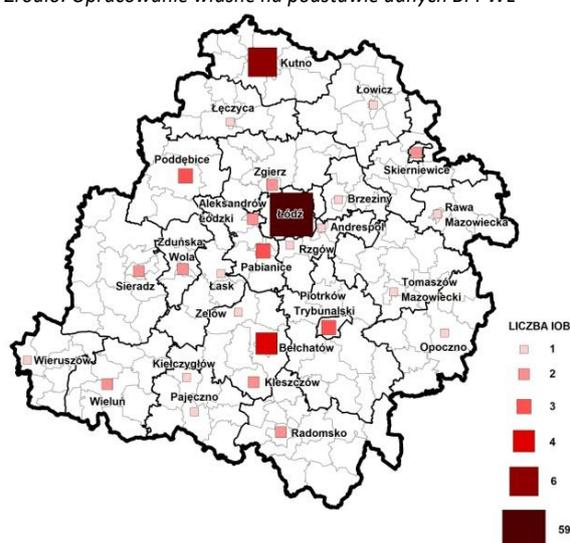 Źródło: Opracowanie własne na podstawie danych BPPWŁ
Kutno
Łowicz
Łęczyca
Poddębice
Skierniewice
Zgierz
Aleksandrów
Łódzki
Łódź
Brzeziny
Rawa
Mazowiecka
Andrespol
Zduńska
Wola
Rzgów
Pabianice
Sieradz
Łask
Piotrków
Trybunalski
Tomaszów
Mazowiecki
Zelów
Bełchatów
Opoczno
LICZBA IOB
1
2
3
4
6
59
Wieruszów
Kiełczygłów
Kleszczów
Wieluń
Pajęczno
Radomsko